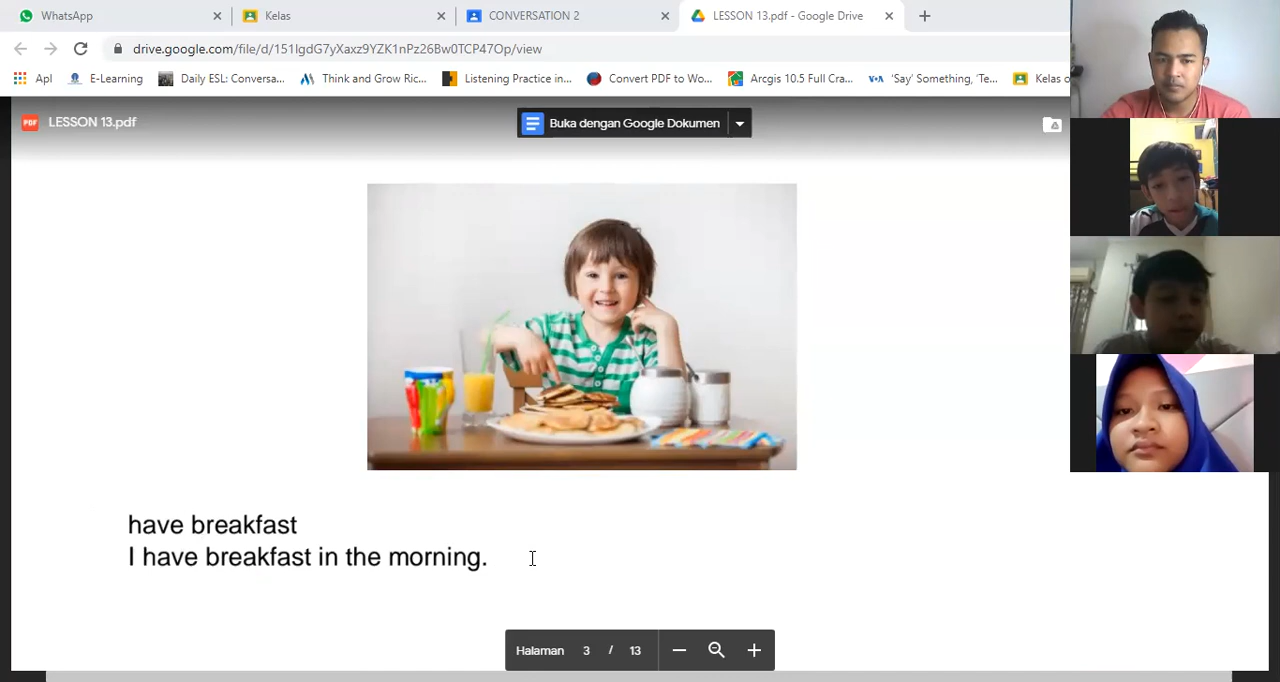 WhatsApp
Kelas
CONVERSATION 2
LESSON 13.pdf - Google Drive
drive.google.com/file/d/151lgdG7yXaxz9YZK1nPz26Bw0TCP47Op/view
Apl
E-Learning
Daily ESL: Conversa...
Think and Grow Ric...
Listening Practice in...
Convert PDF to Wo...
Arcgis 10.5 Full Cra...
VOA
'Say' Something, 'Te...
Kelas
PDF
LESSON 13.pdf
Buka dengan Google Dokumen
have breakfast
I have breakfast in the morning.
Halaman 3 / 13